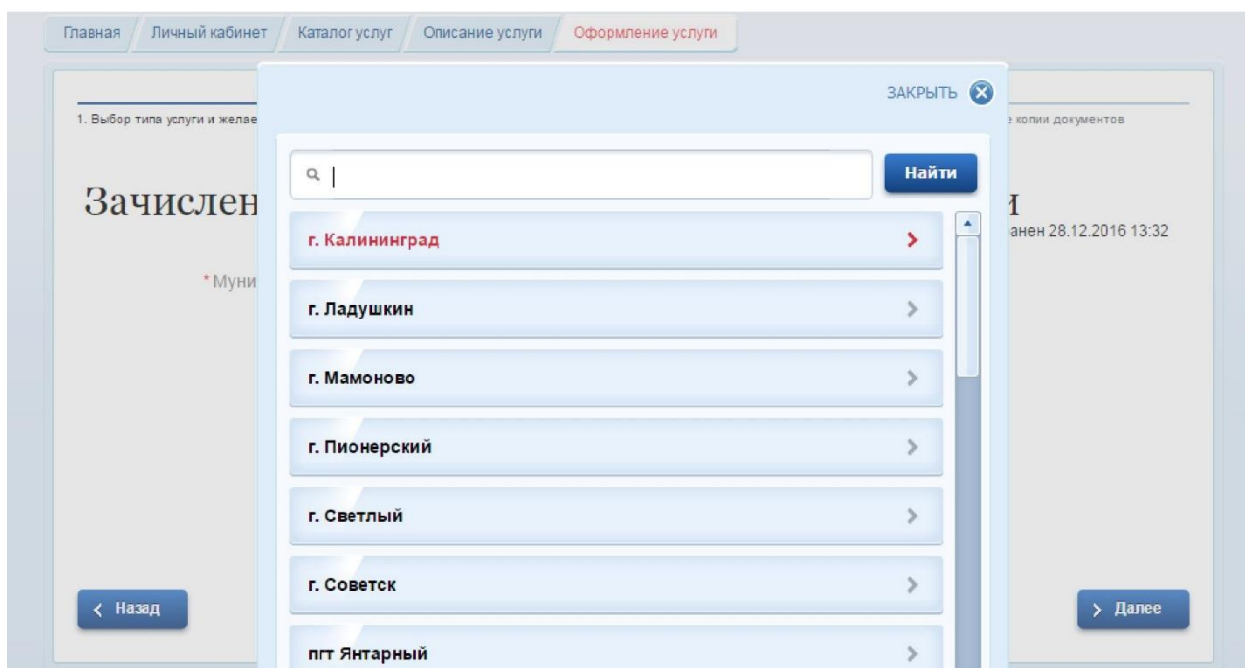 Главная Личный кабинет Каталог услуг Описание услуги Оформление услуги
ЗАКРЫТЬ
1. Выбор типа услуги и желае
е копии документов
Найти
Зачислен
и
анен 28.12.2016 13:32
г. Калининград
*Муни
г. Ладушкин
г. Мамоново
г. Пионерский
г. Светлый
г. Советск
Назад
Далее
пгт Янтарный